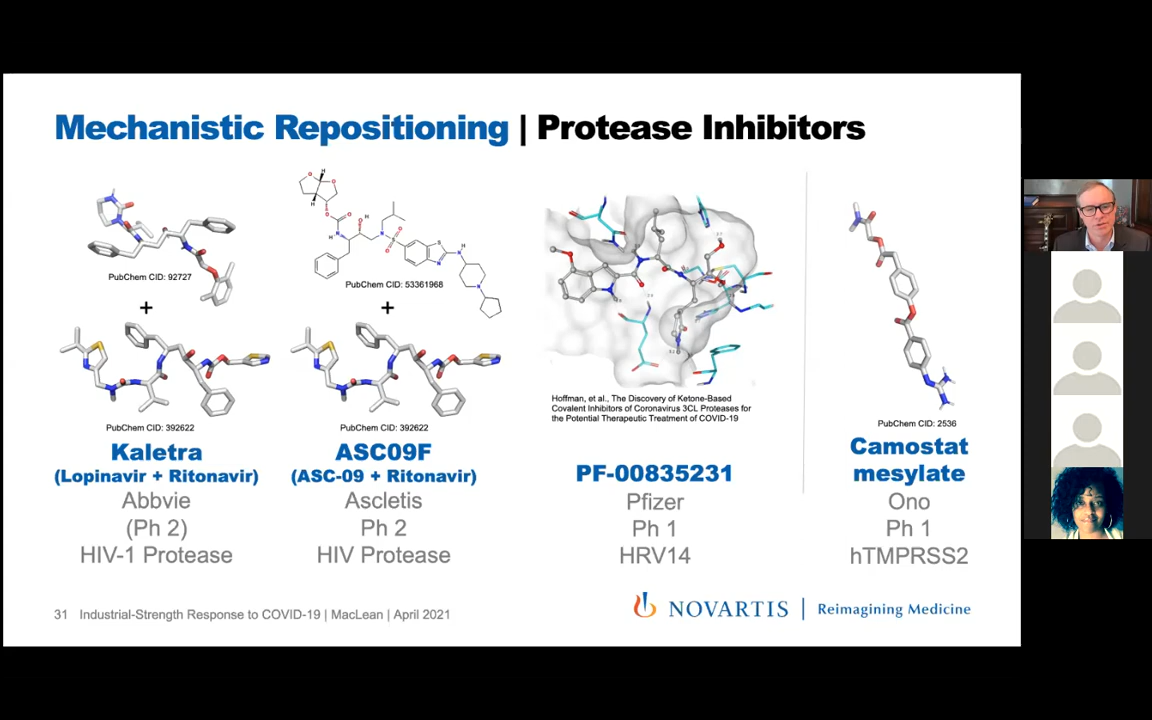 Mechanistic Repositioning | Protease Inhibitors
PubChem CID: 92727
+
PubChem CID: 392622
Kaletra
(Lopinavir + Ritonavir)
Abbvie
(Ph 2)
HIV-1 Protease
PubChem CID: 53361968
+
PubChem CID: 392622
ASC09F
(ASC-09 + Ritonavir)
Ascletis
Ph 2
HIV Protease
Hoffman, et al., The Discovery of Ketone-Based
Covalent Inhibitors of Coronavirus 3CL Proteases for
the Potential Therapeutic Treatment of COVID-19
PF-00835231
Pfizer
Ph 1
HRV14
PubChem CID: 2536
Camostat
mesylate
Ono
Ph 1
hTMPRSS2
31 Industrial-Strength Response to COVID-19 | MacLean | April 2021
NOVARTIS | Reimagining Medicine